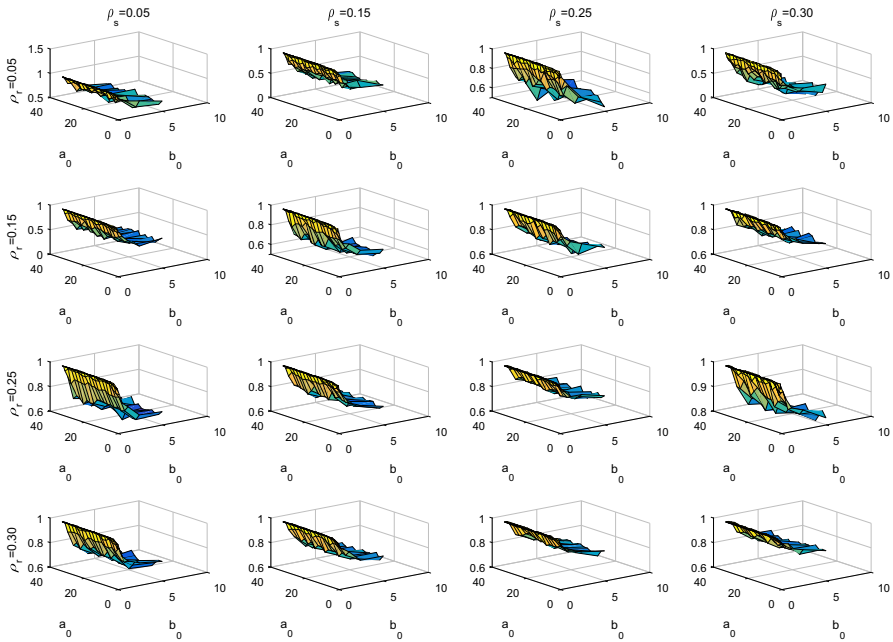 ρs=0.05 ρs=0.15 ρs=0.25 ρs=0.30
ρr=0.05
1.5 1 0.5 40 20 0 0 5 10 a0 b0
1 0.5 0 40 20 0 0 5 10 a0 b0
1 0.8 0.6 40 20 0 0 5 10 a0 b0
1 0.5 0 40 20 0 0 5 10 a0 b0
ρr=0.15
1 0.5 0 40 20 0 0 5 10 a0 b0
1 0.8 0.6 40 20 0 0 5 10 a0 b0
1 0.8 0.6 40 20 0 0 5 10 a0 b0
1 0.8 0.6 40 20 0 0 5 10 a0 b0
ρr=0.25
1 0.8 0.6 40 20 0 0 5 10 a0 b0
1 0.8 0.6 40 20 0 0 5 10 a0 b0
1 0.8 0.6 40 20 0 0 5 10 a0 b0
1 0.9 0.8 40 20 0 0 5 10 a0 b0
ρr=0.30
1 0.8 0.6 40 20 0 0 5 10 a0 b0
1 0.8 0.6 40 20 0 0 5 10 a0 b0
1 0.8 0.6 40 20 0 0 5 10 a0 b0
1 0.8 0.6 40 20 0 0 5 10 a0 b0